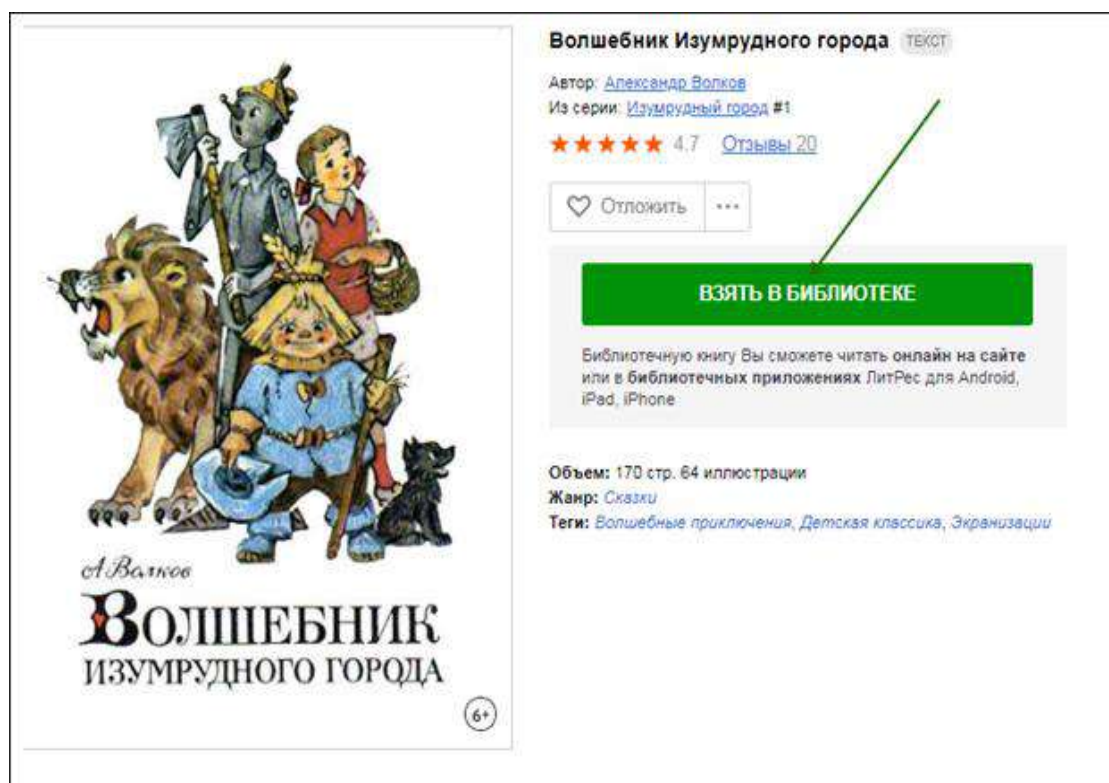 А. Волков
ВОЛШЕБНИК
ИЗУМРУДНОГО ГОРОДА
6+
Волшебник Изумрудного города ТЕКСТ
Автор: Александр Волков
Из серии: Изумрудный город #1
4.7 Отзывы 20
Отложить ...
ВЗЯТЬ В БИБЛИОТЕКЕ
Библиотечную книгу Вы сможете читать онлайн на сайте
или в библиотечных приложениях ЛитРес для Android,
iPad, iPhone
Объем: 170 стр. 64 иллюстрации
Жанр: Сказки
Теги: Волшебные приключения, Детская классика, Экранизации